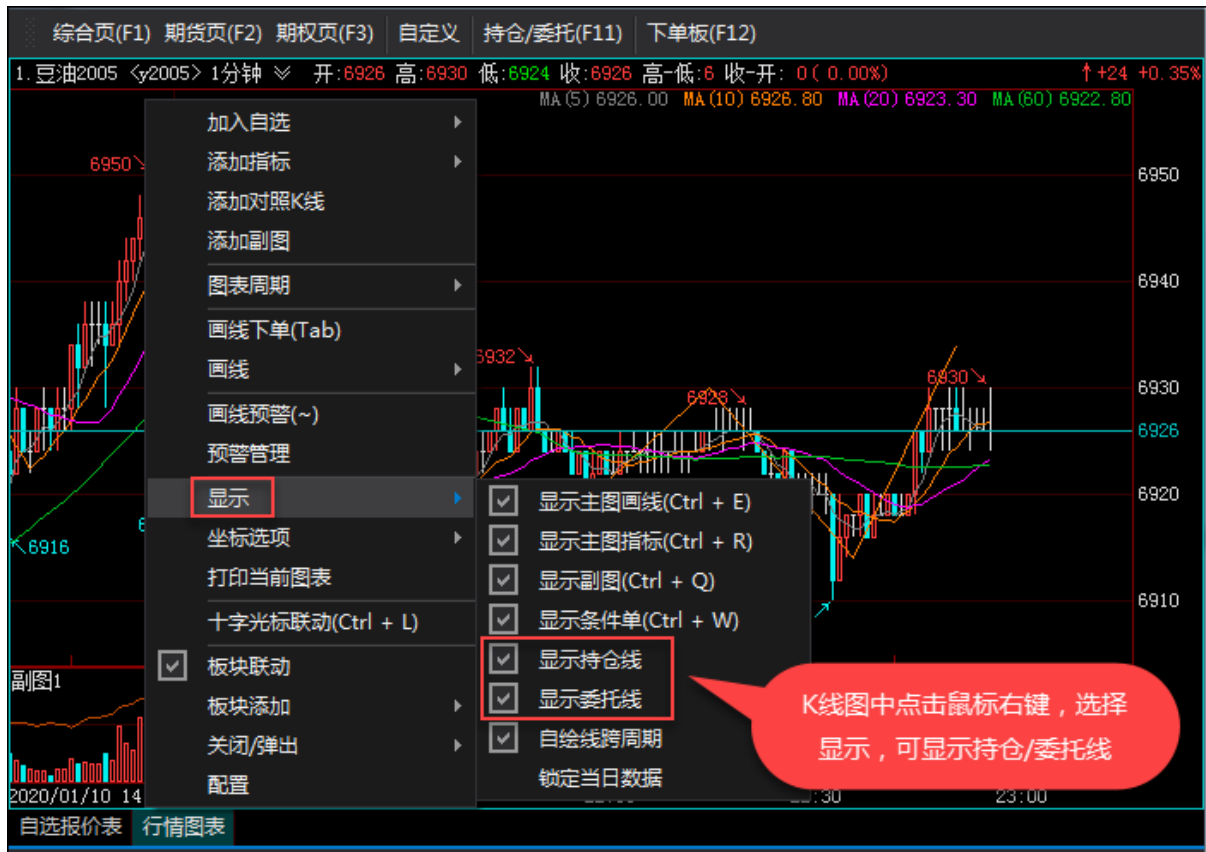 综合页(F1) 期货页(F2) 期权页(F3) 自定义 持仓/委托(F11) 下单板(F12)
1.豆油2005 <y2005> 1分钟 开:6926 高:6930 低:6924 收:6926 高-低:6 收-开: 0( 0.00%) ↑+24 +0.35%
MA(5)6926.00 MA(10)6926.80 MA(20)6923.30 MA(60)6922.80
加入自选
添加指标
添加对照K线
添加副图
图表周期
画线下单(Tab)
画线
画线预警(~)
预警管理
显示
坐标选项
打印当前图表
十字光标联动(Ctrl + L)
板块联动
板块添加
关闭/弹出
配置
显示主图画线(Ctrl + E)
显示主图指标(Ctrl + R)
显示副图(Ctrl + Q)
显示条件单(Ctrl + W)
显示持仓线
显示委托线
自绘线跨周期
锁定当日数据
K线图中点击鼠标右键，选择
显示，可显示持仓/委托线
6950
6932
6928
6930
6916
6950
6940
6930
6926
6920
6910
副图1
2020/01/10 14
23:00
自选报价表 行情图表